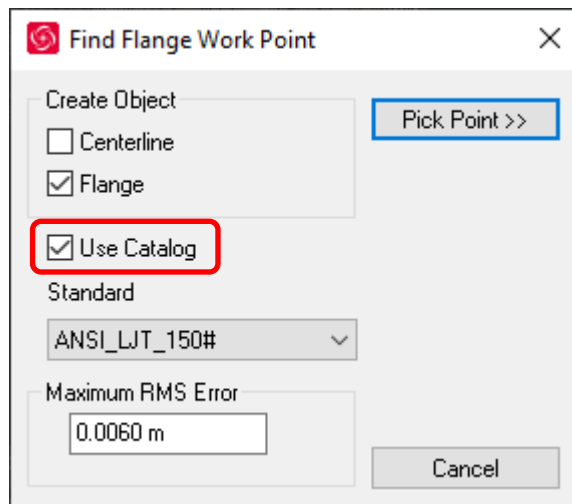 Find Flange Work Point
Create Object
Centerline
Flange
Pick Point >>
Use Catalog
Standard
ANSI_LJT_150#
Maximum RMS Error
0.0060 m
Cancel